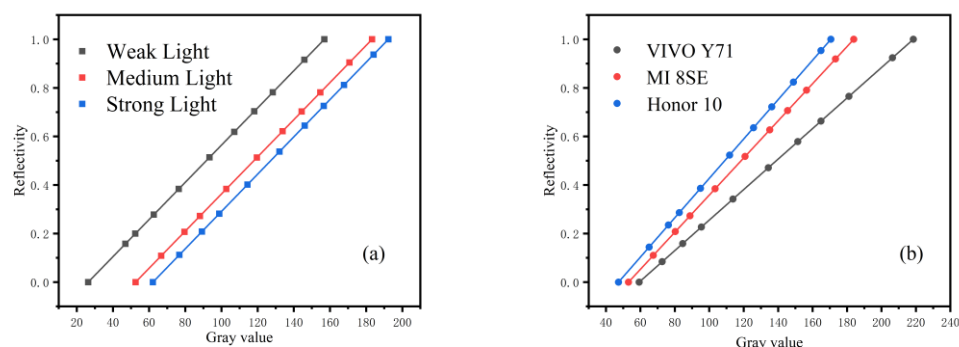 1.0
0.8
0.6
0.4
0.2
0.0
Reflectivity
Weak Light
Medium Light
Strong Light
(a)
20 40 60 80 100 120 140 160 180 200
Gray value
1.0
0.8
0.6
0.4
0.2
0.0
Reflectivity
VIVO Y71
MI 8SE
Honor 10
(b)
40 60 80 100 120 140 160 180 200 220 240
Gray value